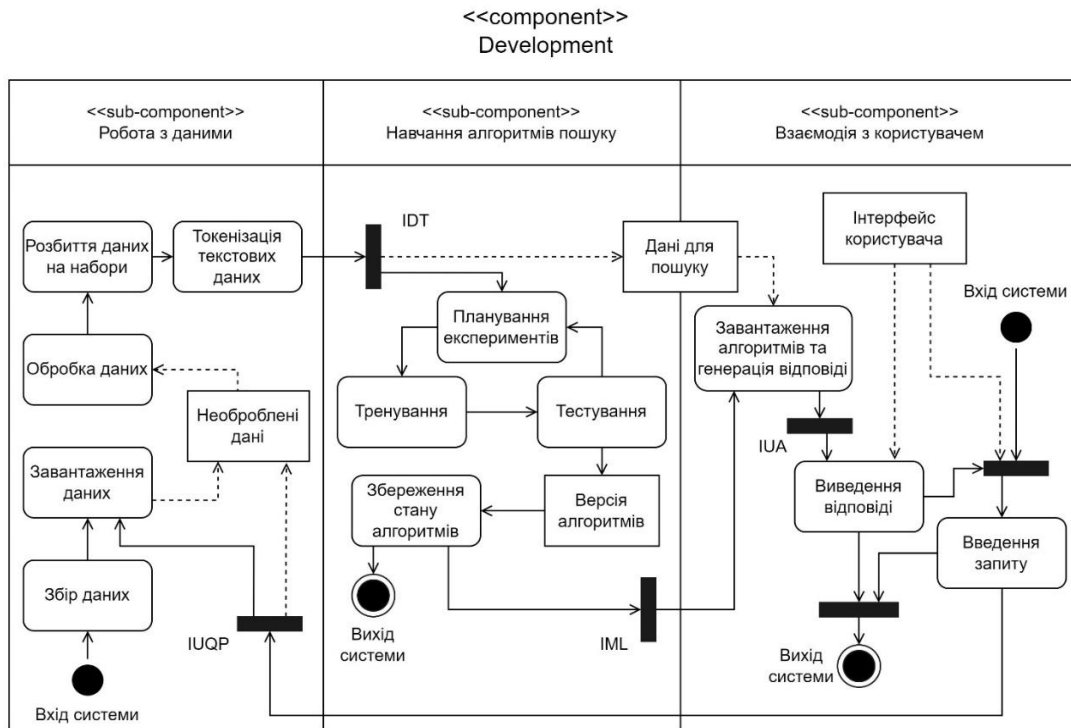 <<component>>
Development
<<sub-component>>
Робота з даними
<<sub-component>>
Навчання алгоритмів пошуку
<<sub-component>>
Взаємодія з користувачем
Розбиття даних
на набори
Токенізація
текстових
даних
Обробка даних
Необроблені
дані
Завантаження
даних
Збір даних
IUQP
Вхід системи
IDT
Планування
експериментів
Тренування
Тестування
Збереження
стану
алгоритмів
Версія
алгоритмів
Вихід
системи
IML
Дані для
пошуку
Інтерфейс
користувача
Вхід системи
Завантаження
алгоритмів та
генерація відповіді
IUA
Виведення
відповіді
Введення
запиту
Вихід
системи